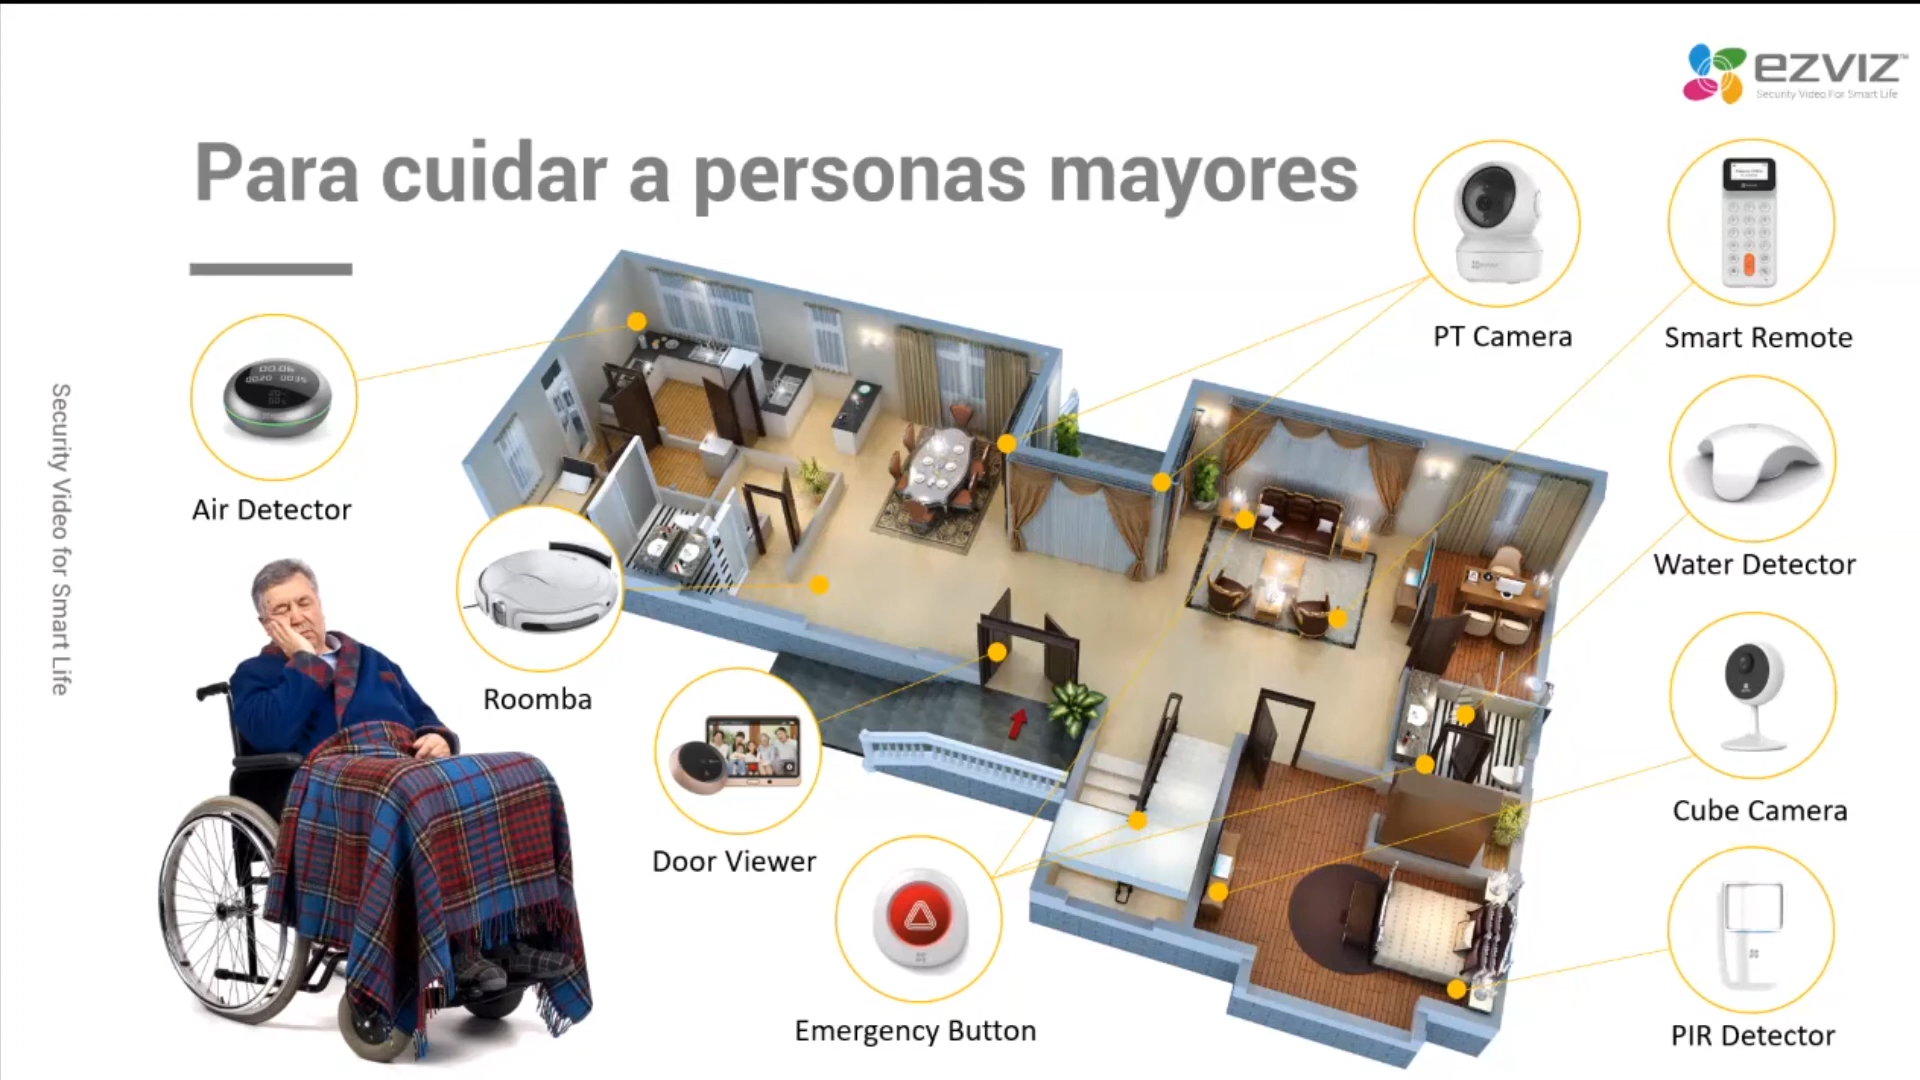 ezviz™
Security Video For Smart Life
Para cuidar a personas mayores
Security Video for Smart Life
PT Camera
Smart Remote
Air Detector
Water Detector
Roomba
Cube Camera
Door Viewer
Emergency Button
PIR Detector